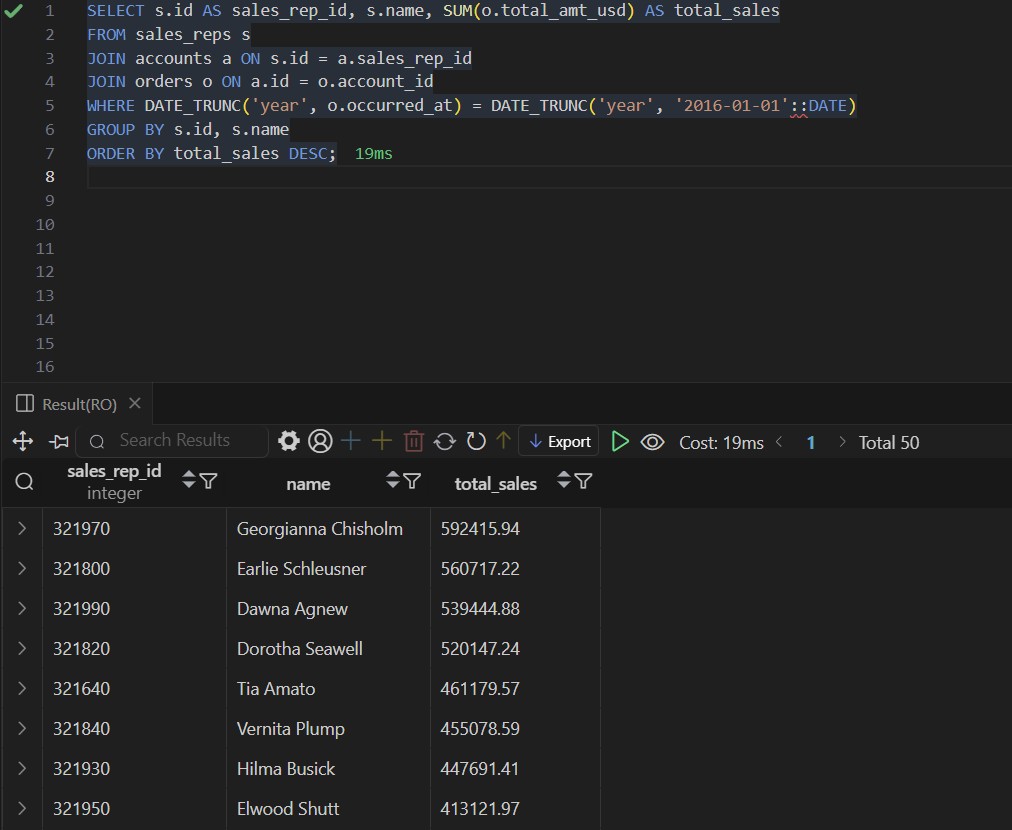 1 SELECT s.id AS sales_rep_id, s.name, SUM(o.total_amt_usd) AS total_sales
2 FROM sales_reps s
3 JOIN accounts a ON s.id = a.sales_rep_id
4 JOIN orders o ON a.id = o.account_id
5 WHERE DATE_TRUNC('year', o.occurred_at) = DATE_TRUNC('year', '2016-01-01'::DATE)
6 GROUP BY s.id, s.name
7 ORDER BY total_sales DESC; 19ms
8
9
10
11
12
13
14
15
16
Result(RO)
Search Results Export Cost: 19ms < 1 > Total 50
sales_rep_id
integer
name total_sales
321970 Georgianna Chisholm 592415.94
321800 Earlie Schleusner 560717.22
321990 Dawna Agnew 539444.88
321820 Dorotha Seawell 520147.24
321640 Tia Amato 461179.57
321840 Vernita Plump 455078.59
321930 Hilma Busick 447691.41
321950 Elwood Shutt 413121.97